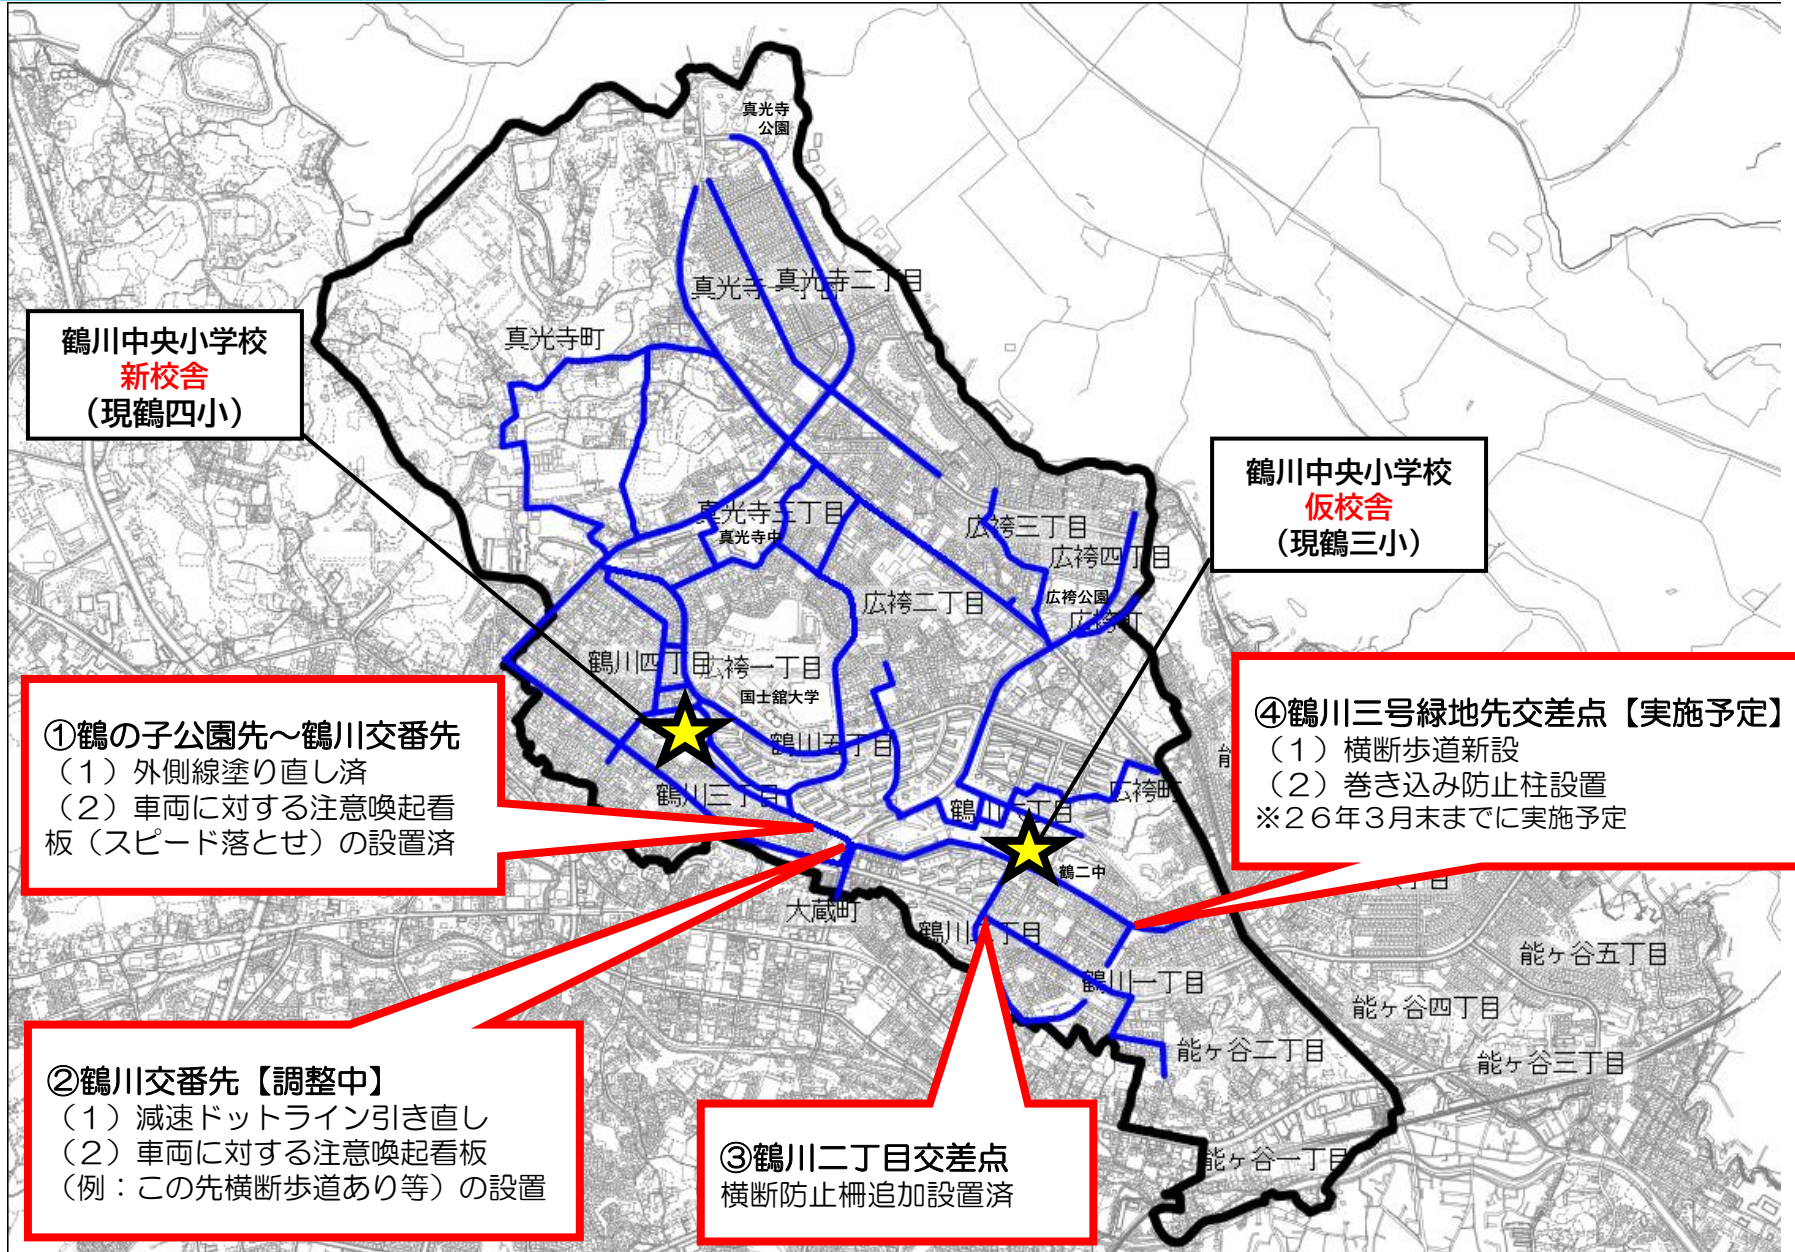 真光寺
公園
真光寺二丁目
真光寺町
鶴川中央小学校
新校舎
（現鶴四小）
鶴川中央小学校
仮校舎
（現鶴三小）
真光寺三丁目
真光寺中
広袴三丁目
広袴四丁目
広袴公園
広袴町
広袴二丁目
鶴川四丁目
広袴一丁目
国士舘大学
鶴川五丁目
鶴川三丁目
広袴町
鶴二中
大蔵町
鶴川一丁目
能ヶ谷五丁目
能ヶ谷四丁目
能ヶ谷二丁目
能ヶ谷三丁目
能ヶ谷一丁目
①鶴の子公園先～鶴川交番先
（１）外側線塗り直し済
（２）車両に対する注意喚起看
板（スピード落とせ）の設置済
②鶴川交番先【調整中】
（１）減速ドットライン引き直し
（２）車両に対する注意喚起看板
（例：この先横断歩道あり等）の設置
③鶴川二丁目交差点
横断防止柵追加設置済
④鶴川三号緑地先交差点【実施予定】
（１）横断歩道新設
（２）巻き込み防止柱設置
※２６年３月末までに実施予定